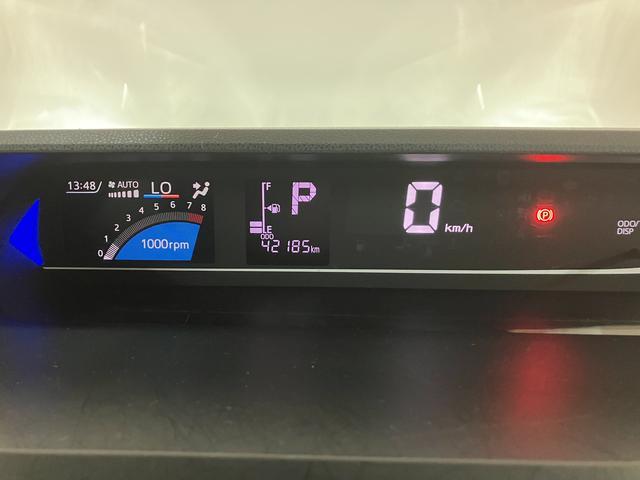 13:48 AUTO LO
0 1 2 3 4 5 6 7 8
1000rpm
F
P
E
ODO
42185km
0 km/h
P
ODO/
DISP